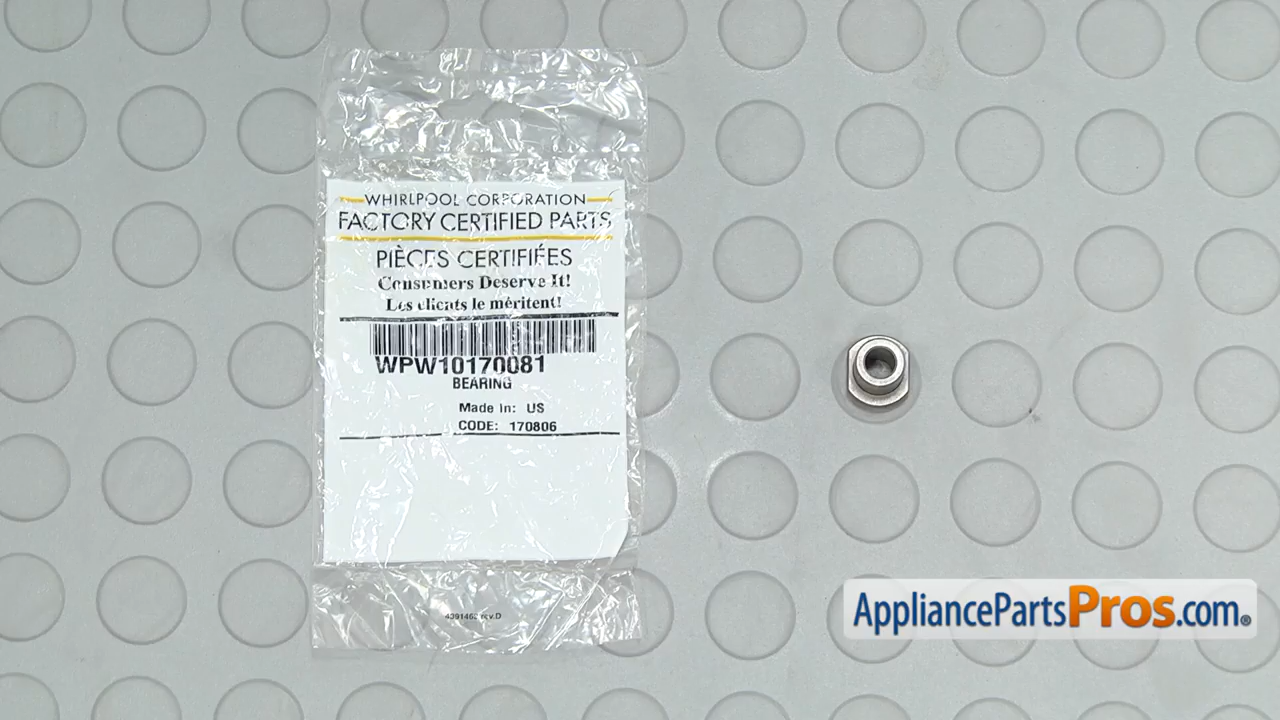 WHIRLPOOL CORPORATION
FACTORY CERTIFIED PARTS
PIÈCES CERTIFIÉES
Consumers Deserve It!
Les clients le méritent!
WPW10170081
BEARING
Made in: US
CODE: 170806
rev.D
AppliancePartsPros.com®